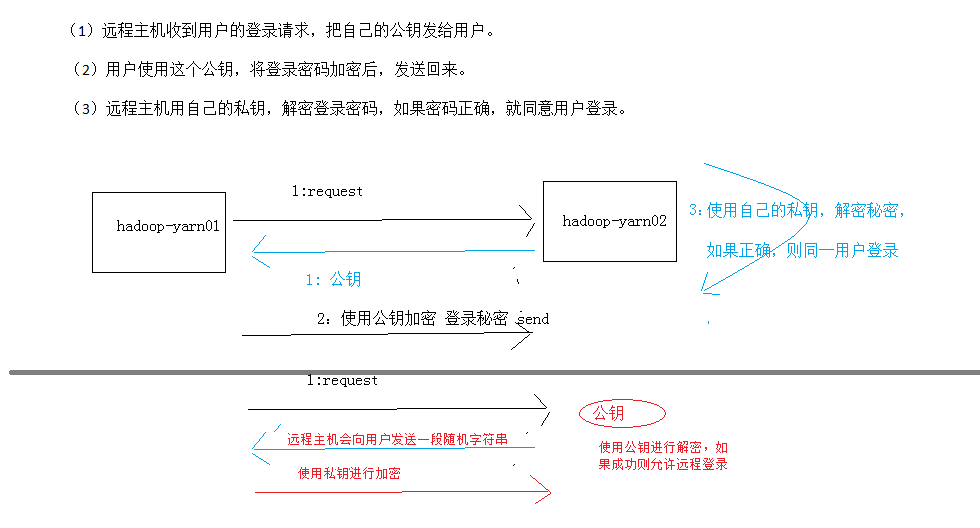 （1）远程主机收到用户的登录请求，把自己的公钥发给用户。
（2）用户使用这个公钥，将登录密码加密后，发送回来。
（3）远程主机用自己的私钥，解密登录密码，如果密码正确，就同意用户登录。
1:request
hadoop-yarn01
hadoop-yarn02
3：使用自己的私钥，解密秘密，
如果正确，则同一用户登录
1: 公钥
2：使用公钥加密 登录秘密 send
1:request
公钥
远程主机会向用户发送一段随机字符串
使用私钥进行加密
使用公钥进行解密，如
果成功则允许远程登录